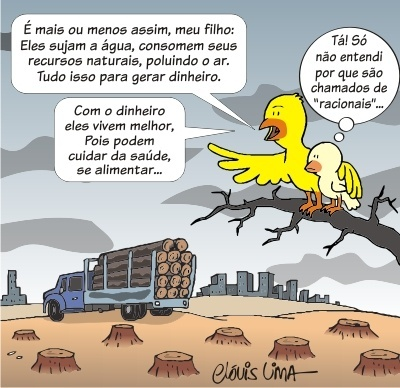 É mais ou menos assim, meu filho:
Eles sujam a água, consomem seus
recursos naturais, poluindo o ar.
Tudo isso para gerar dinheiro.
Com o dinheiro
eles vivem melhor,
Pois podem
cuidar da saúde,
se alimentar...
Tá! Só
não entendi
por que são
chamados de
"racionais"...
Clóvis Lima